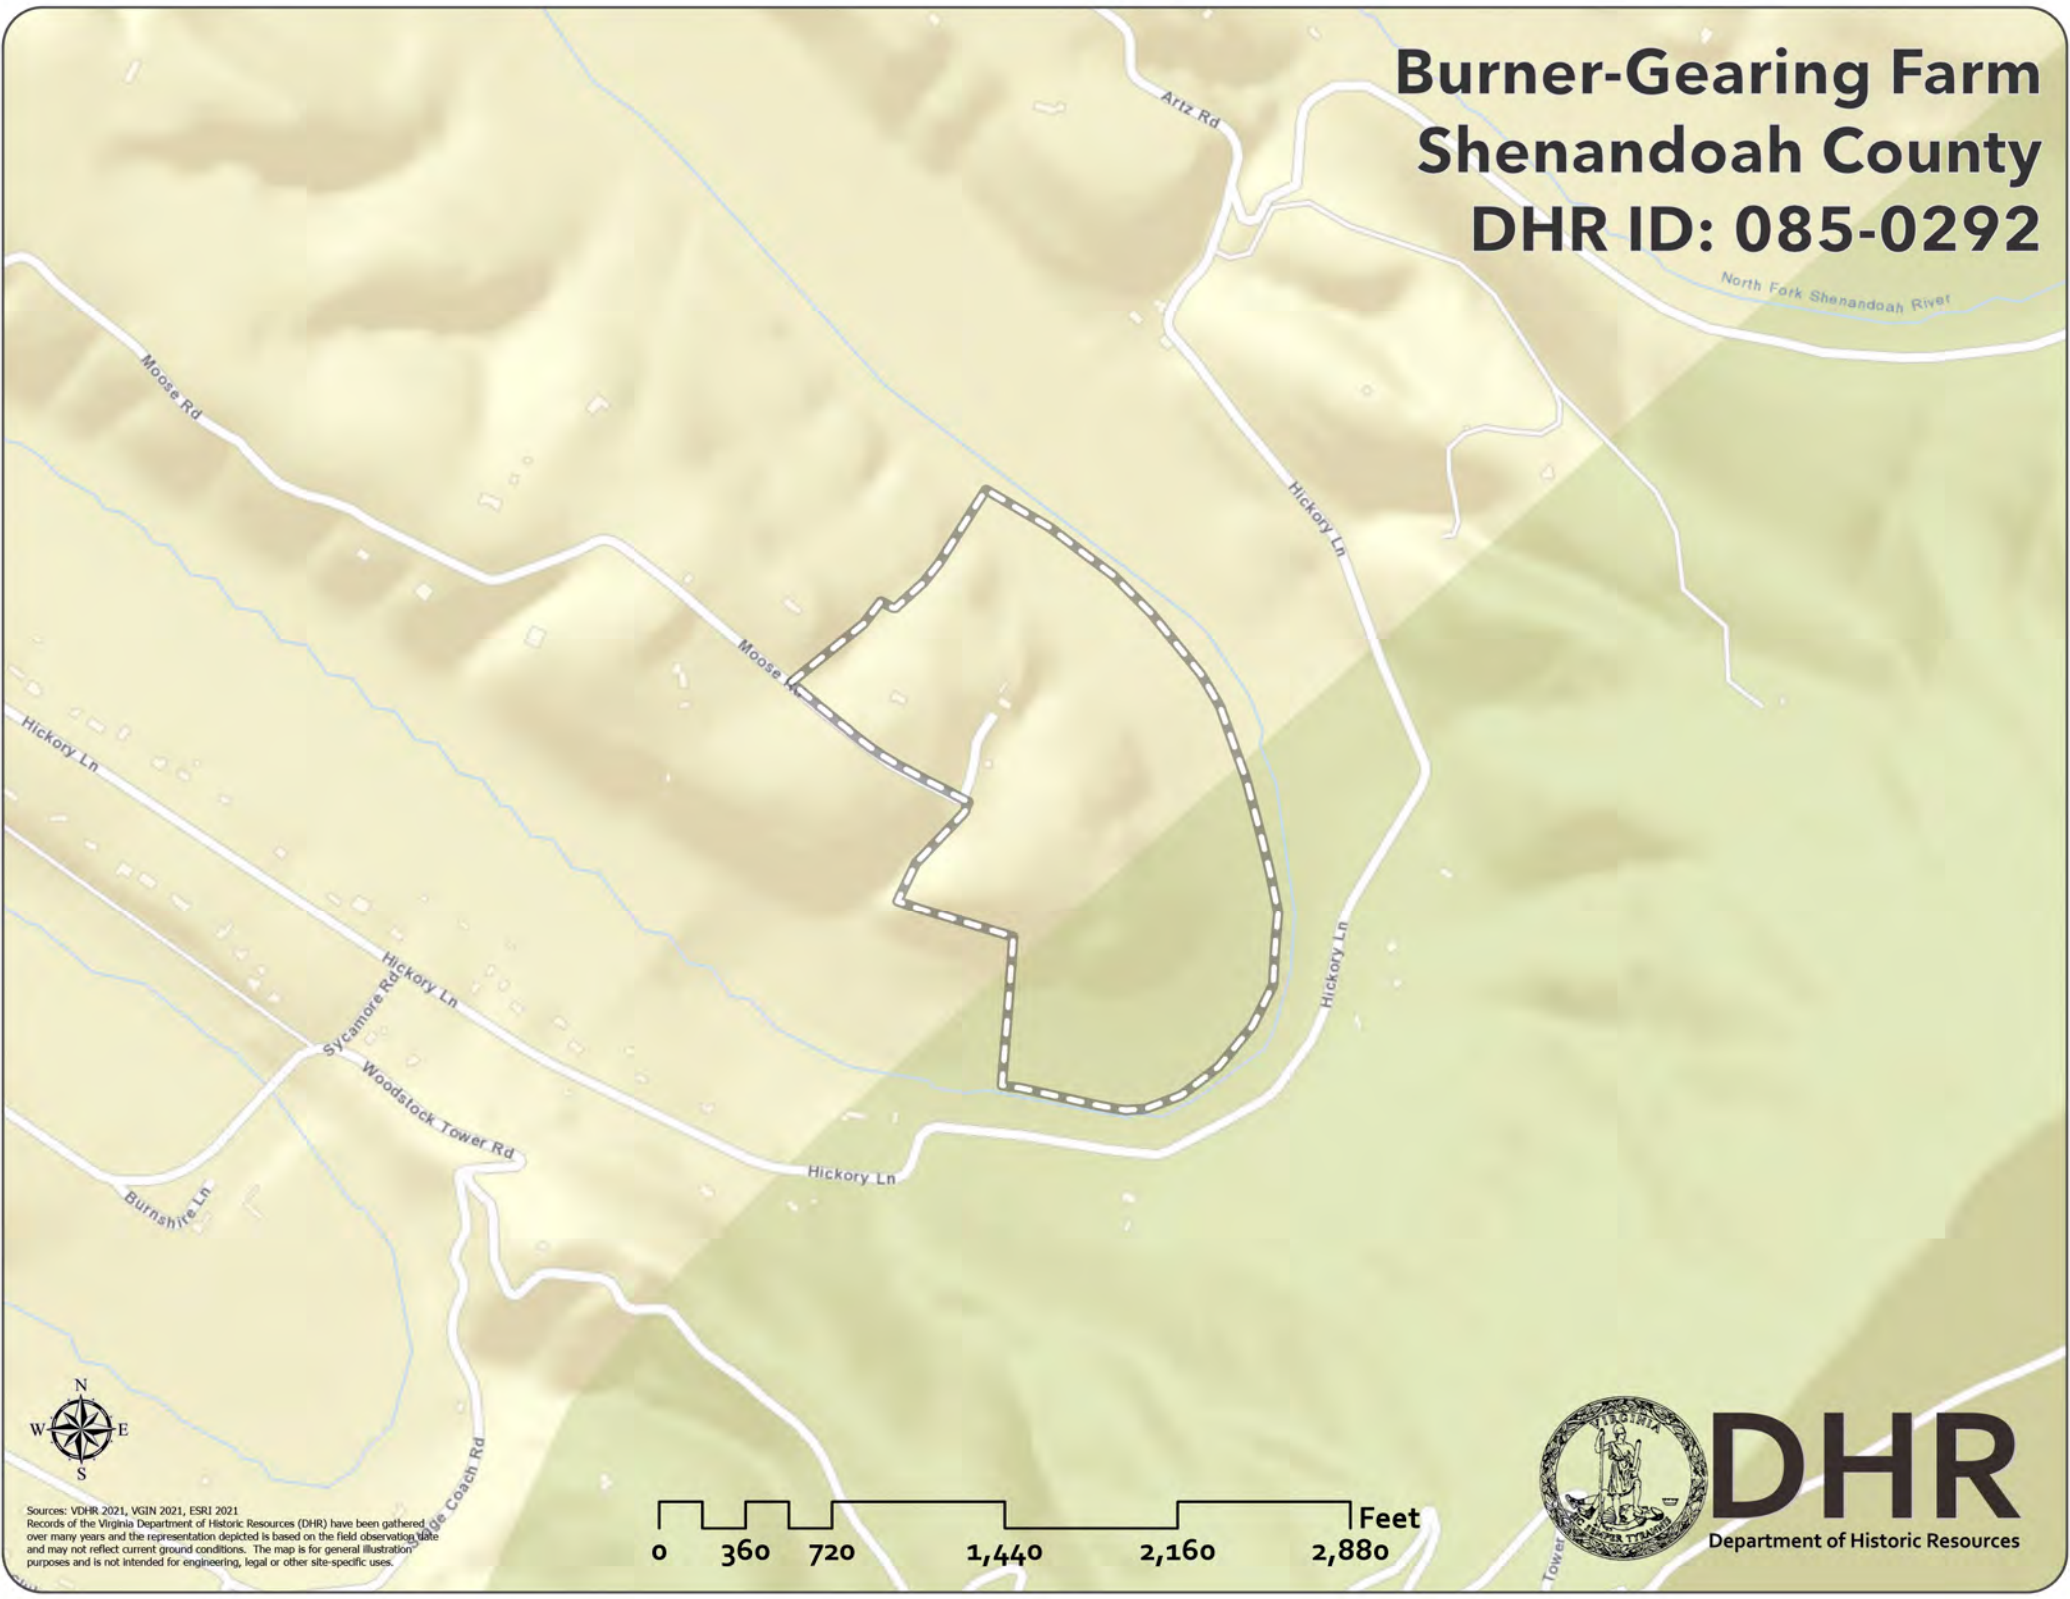 Burner-Gearing Farm
Shenandoah County
DHR ID: 085-0292
Artz Rd
North Fork Shenandoah River
Moose Rd
Hickory Ln
Moose
Hickory Ln
Hickory Ln
Hickory Ln
Sycamore Rd
Woodstock Tower Rd
Hickory Ln
Burnshire Ln
Coach Rd
Tower
N
W
E
S
Sources: VDHR 2021, VGIN 2021, ESRI 2021
Records of the Virginia Department of Historic Resources (DHR) have been gathered
over many years and the representation depicted is based on the field observation date
and may not reflect current ground conditions. The map is for general illustration
purposes and is not intended for engineering, legal or other site-specific uses.
Feet
0 360 720 1,440 2,160 2,880
VIRGINIA
SIC SEMPER TYRANNIS
DHR
Department of Historic Resources